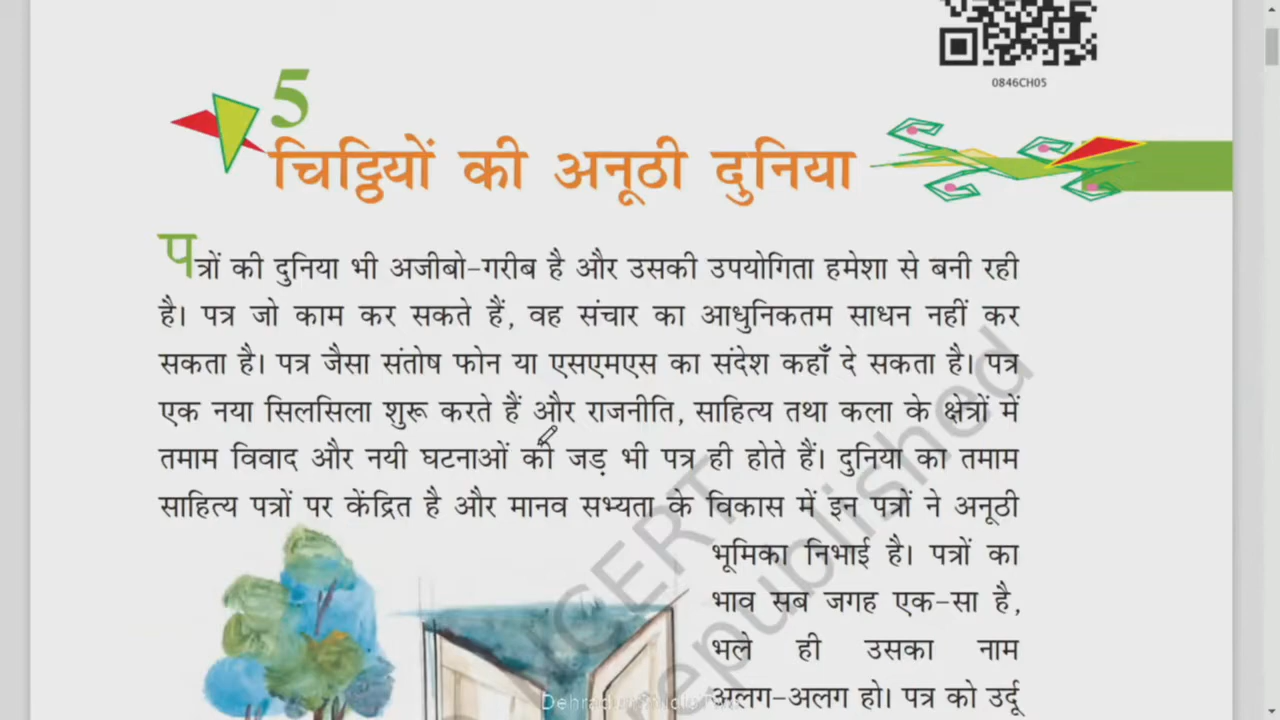 0846CH05
5
चिट्ठियों की अनूठी दुनिया
पत्रों की दुनिया भी अजीबो-गरीब है और उसकी उपयोगिता हमेशा से बनी रही
है। पत्र जो काम कर सकते हैं, वह संचार का आधुनिकतम साधन नहीं कर
सकता है। पत्र जैसा संतोष फोन या एसएमएस का संदेश कहाँ दे सकता है। पत्र
एक नया सिलसिला शुरू करते हैं और राजनीति, साहित्य तथा कला के क्षेत्रों में
तमाम विवाद और नयी घटनाओं की जड़ भी पत्र ही होते हैं। दुनिया का तमाम
साहित्य पत्रों पर केंद्रित है और मानव सभ्यता के विकास में इन पत्रों ने अनूठी
भूमिका निभाई है। पत्रों का
भाव सब जगह एक-सा है,
भले ही उसका नाम
अलग-अलग हो। पत्र को उर्दू
NCERT
republished